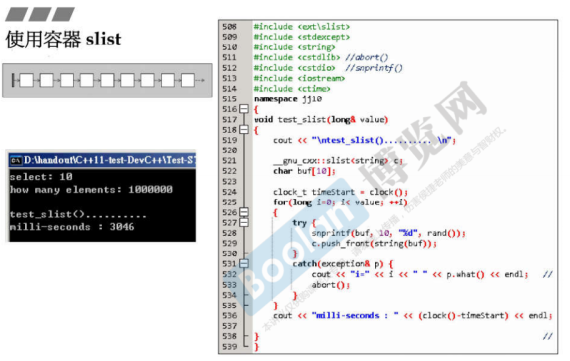 使用容器 slist
D:\handout\C++11-test-DevC++\Test-S
select: 10
how many elements: 1000000
test_slist()..........
milli-seconds : 3046
508 #include <ext\slist>
509 #include <stdexcept>
510 #include <string>
511 #include <cstdlib> //abort()
512 #include <cstdio> //snprintf()
513 #include <iostream>
514 #include <ctime>
515 namespace jj10
516 {
517 void test_slist(long& value)
518 {
519 cout << "\ntest_slist().......... \n";
520
521 __gnu_cxx::slist<string> c;
522 char buf[10];
523
524 clock_t timeStart = clock();
525 for(long i=0; i< value; ++i)
526 {
527 try {
528 snprintf(buf, 10, "%d", rand());
529 c.push_front(string(buf));
530 }
531 catch(exception& p) {
532 cout << "i=" << i << " " << p.what() << endl; //
533 abort();
534 }
535 }
536 cout << "milli-seconds : " << (clock()-timeStart) << endl;
537
538 } //
539 }
Boolan 博览网